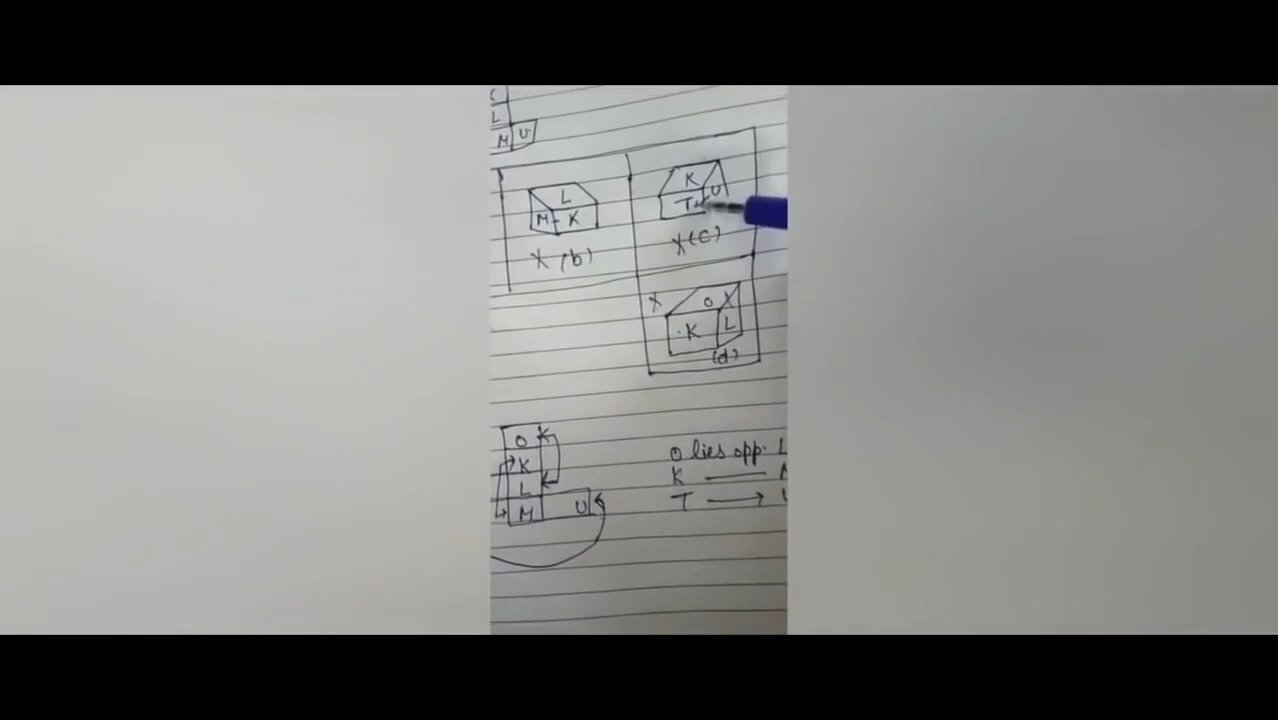 L
M U
L
M K
X (b)
K
T U
X (c)
X O X
K L
(d)
O
K
L
M U
O lies opp. L
K
T